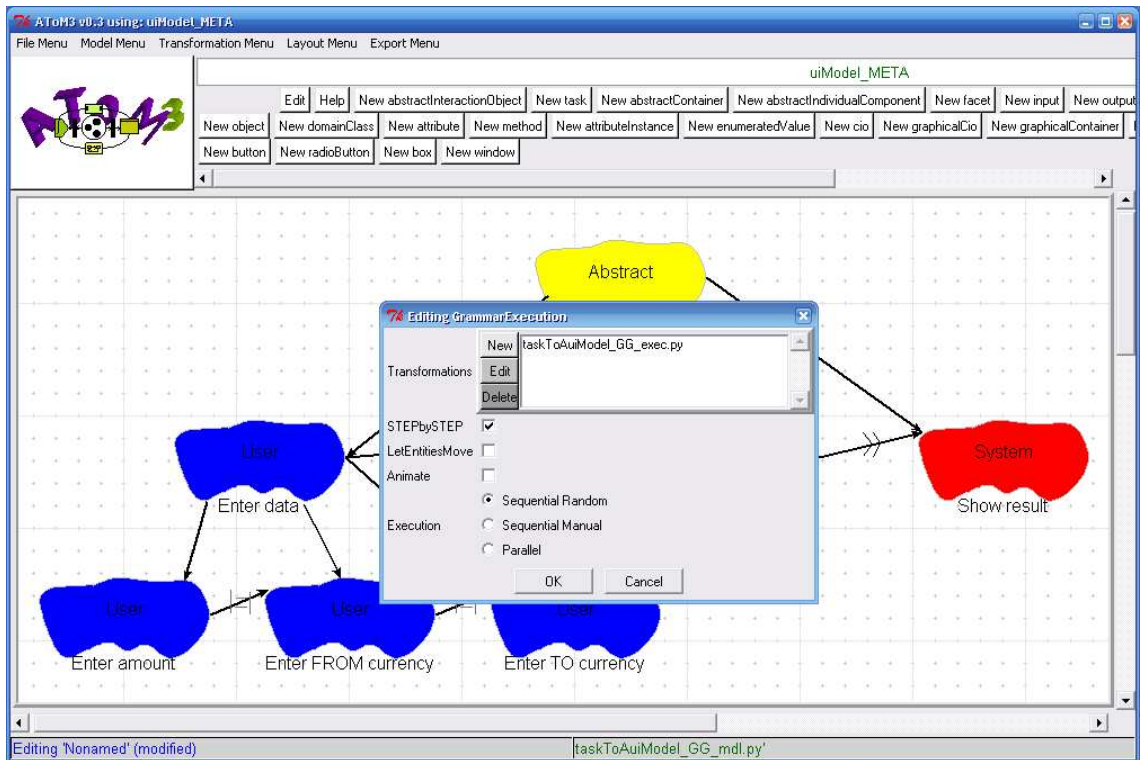 AToM3 v0.3 using: uiModel_META
File Menu Model Menu Transformation Menu Layout Menu Export Menu
AToM3
uiModel_META
Edit Help New abstractInteractionObject New task New abstractContainer New abstractIndividualComponent New facet New input New output
New object New domainClass New attribute New method New attributeInstance New enumeratedValue New cio New graphicalCio New graphicalContainer
New button New radioButton New box New window
Abstract
Editing GrammarExecution
Transformations
New
Edit
Delete
taskToAuiModel_GG_exec.py
STEPbySTEP
LetEntitiesMove
Animate
Execution
Sequential Random
Sequential Manual
Parallel
OK Cancel
User
Enter data
System
Show result
User
Enter amount
User
Enter FROM currency
User
Enter TO currency
Editing 'Nonamed' (modified)
taskToAuiModel_GG_mdl.py'